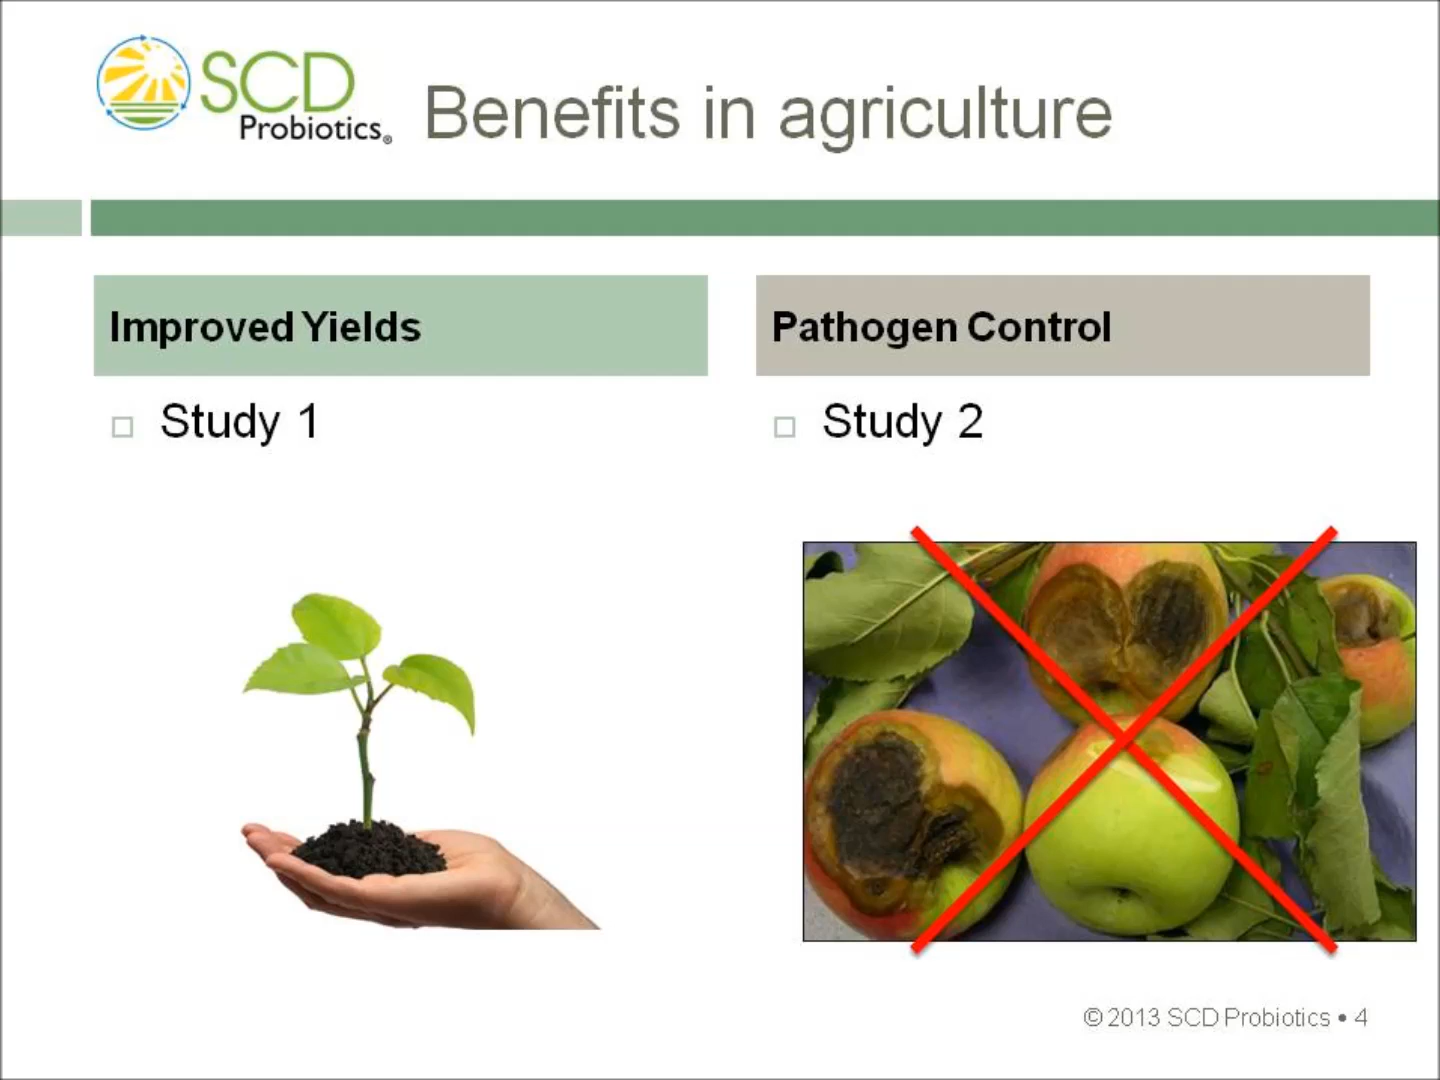 SCD
Probiotics®
Benefits in agriculture
Improved Yields
Study 1
Pathogen Control
Study 2
© 2013 SCD Probiotics • 4